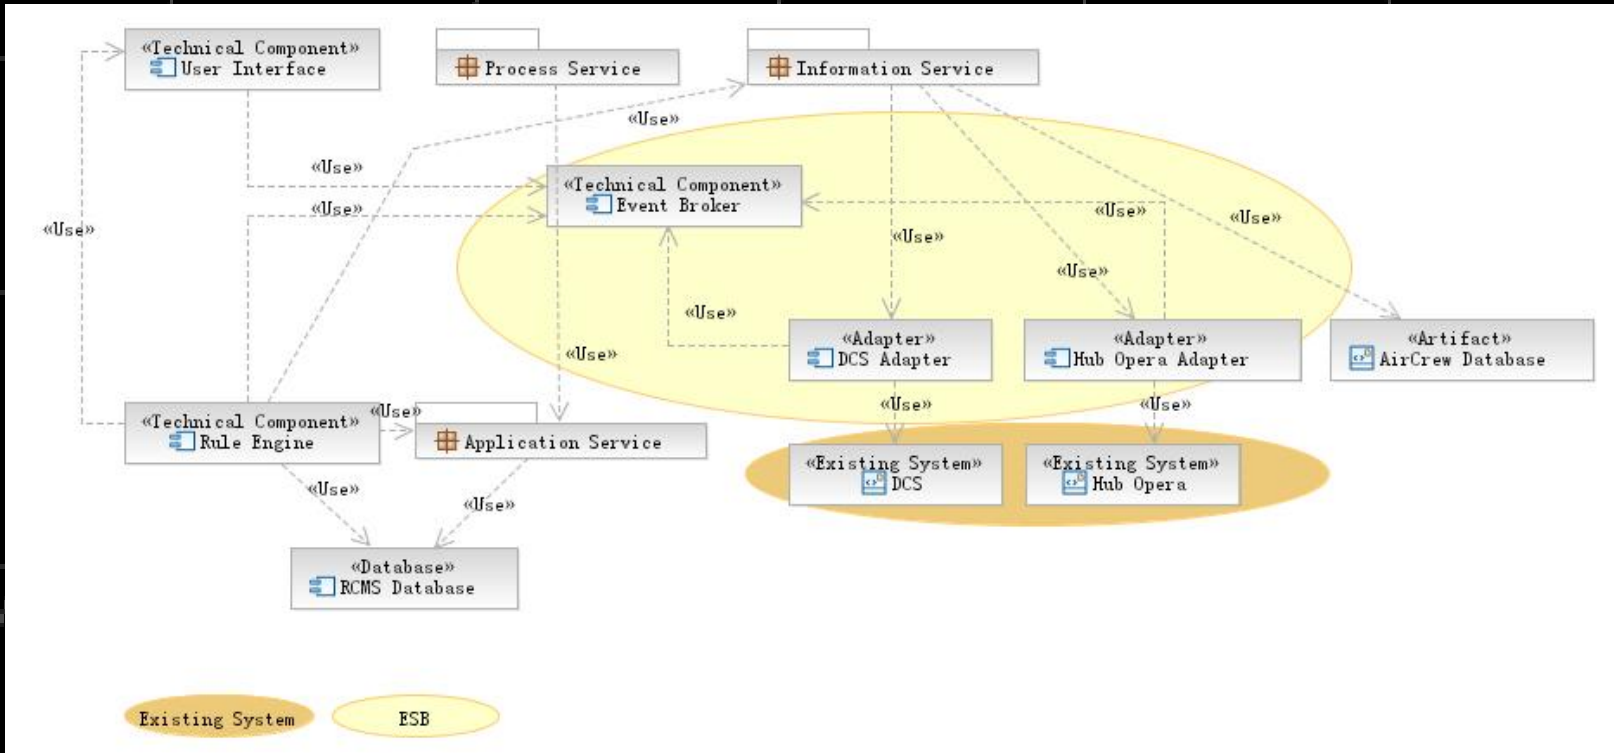 «Technical Component»
User Interface
Process Service
Information Service
«Use»
«Use»
«Technical Component»
Event Broker
«Use»
«Use»
«Use»
«Use»
«Use»
«Use»
«Use»
«Adapter»
DCS Adapter
«Adapter»
Hub Opera Adapter
«Artifact»
AirCrew Database
«Use»
«Use»
«Use»
«Use»
«Technical Component»
Rule Engine
Application Service
«Existing System»
DCS
«Existing System»
Hub Opera
«Use»
«Use»
«Database»
RCMS Database
Existing System
ESB